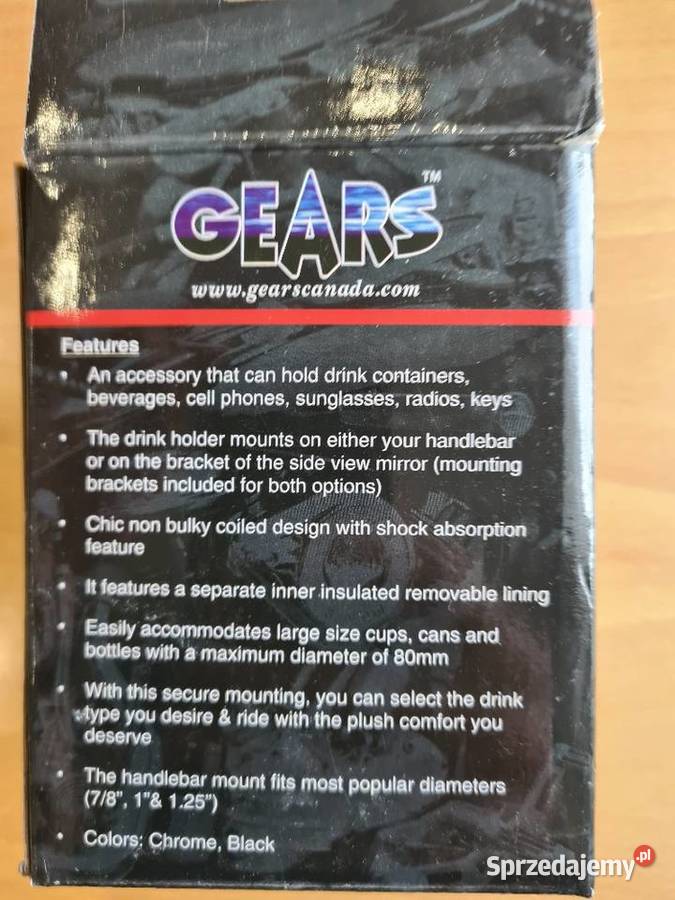 GEARS™
www.gearscanada.com
Features
• An accessory that can hold drink containers,
beverages, cell phones, sunglasses, radios, keys
• The drink holder mounts on either your handlebar
or on the bracket of the side view mirror (mounting
brackets included for both options)
• Chic non bulky coiled design with shock absorption
feature
• It features a separate inner insulated removable lining
• Easily accommodates large size cups, cans and
bottles with a maximum diameter of 80mm
• With this secure mounting, you can select the drink
type you desire & ride with the plush comfort you
deserve
• The handlebar mount fits most popular diameters
(7/8", 1"& 1.25")
• Colors: Chrome, Black
Sprzedajemy.pl